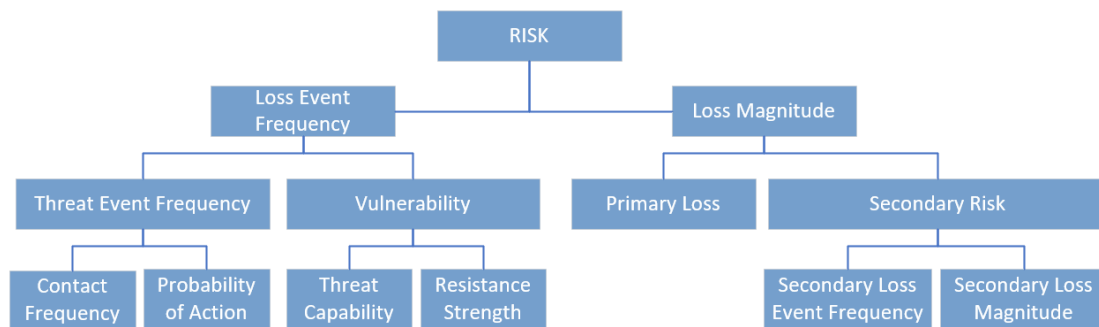 RISK
Loss Event
Frequency
Loss Magnitude
Threat Event Frequency
Vulnerability
Primary Loss
Secondary Risk
Contact
Frequency
Probability
of Action
Threat
Capability
Resistance
Strength
Secondary Loss
Event Frequency
Secondary Loss
Magnitude